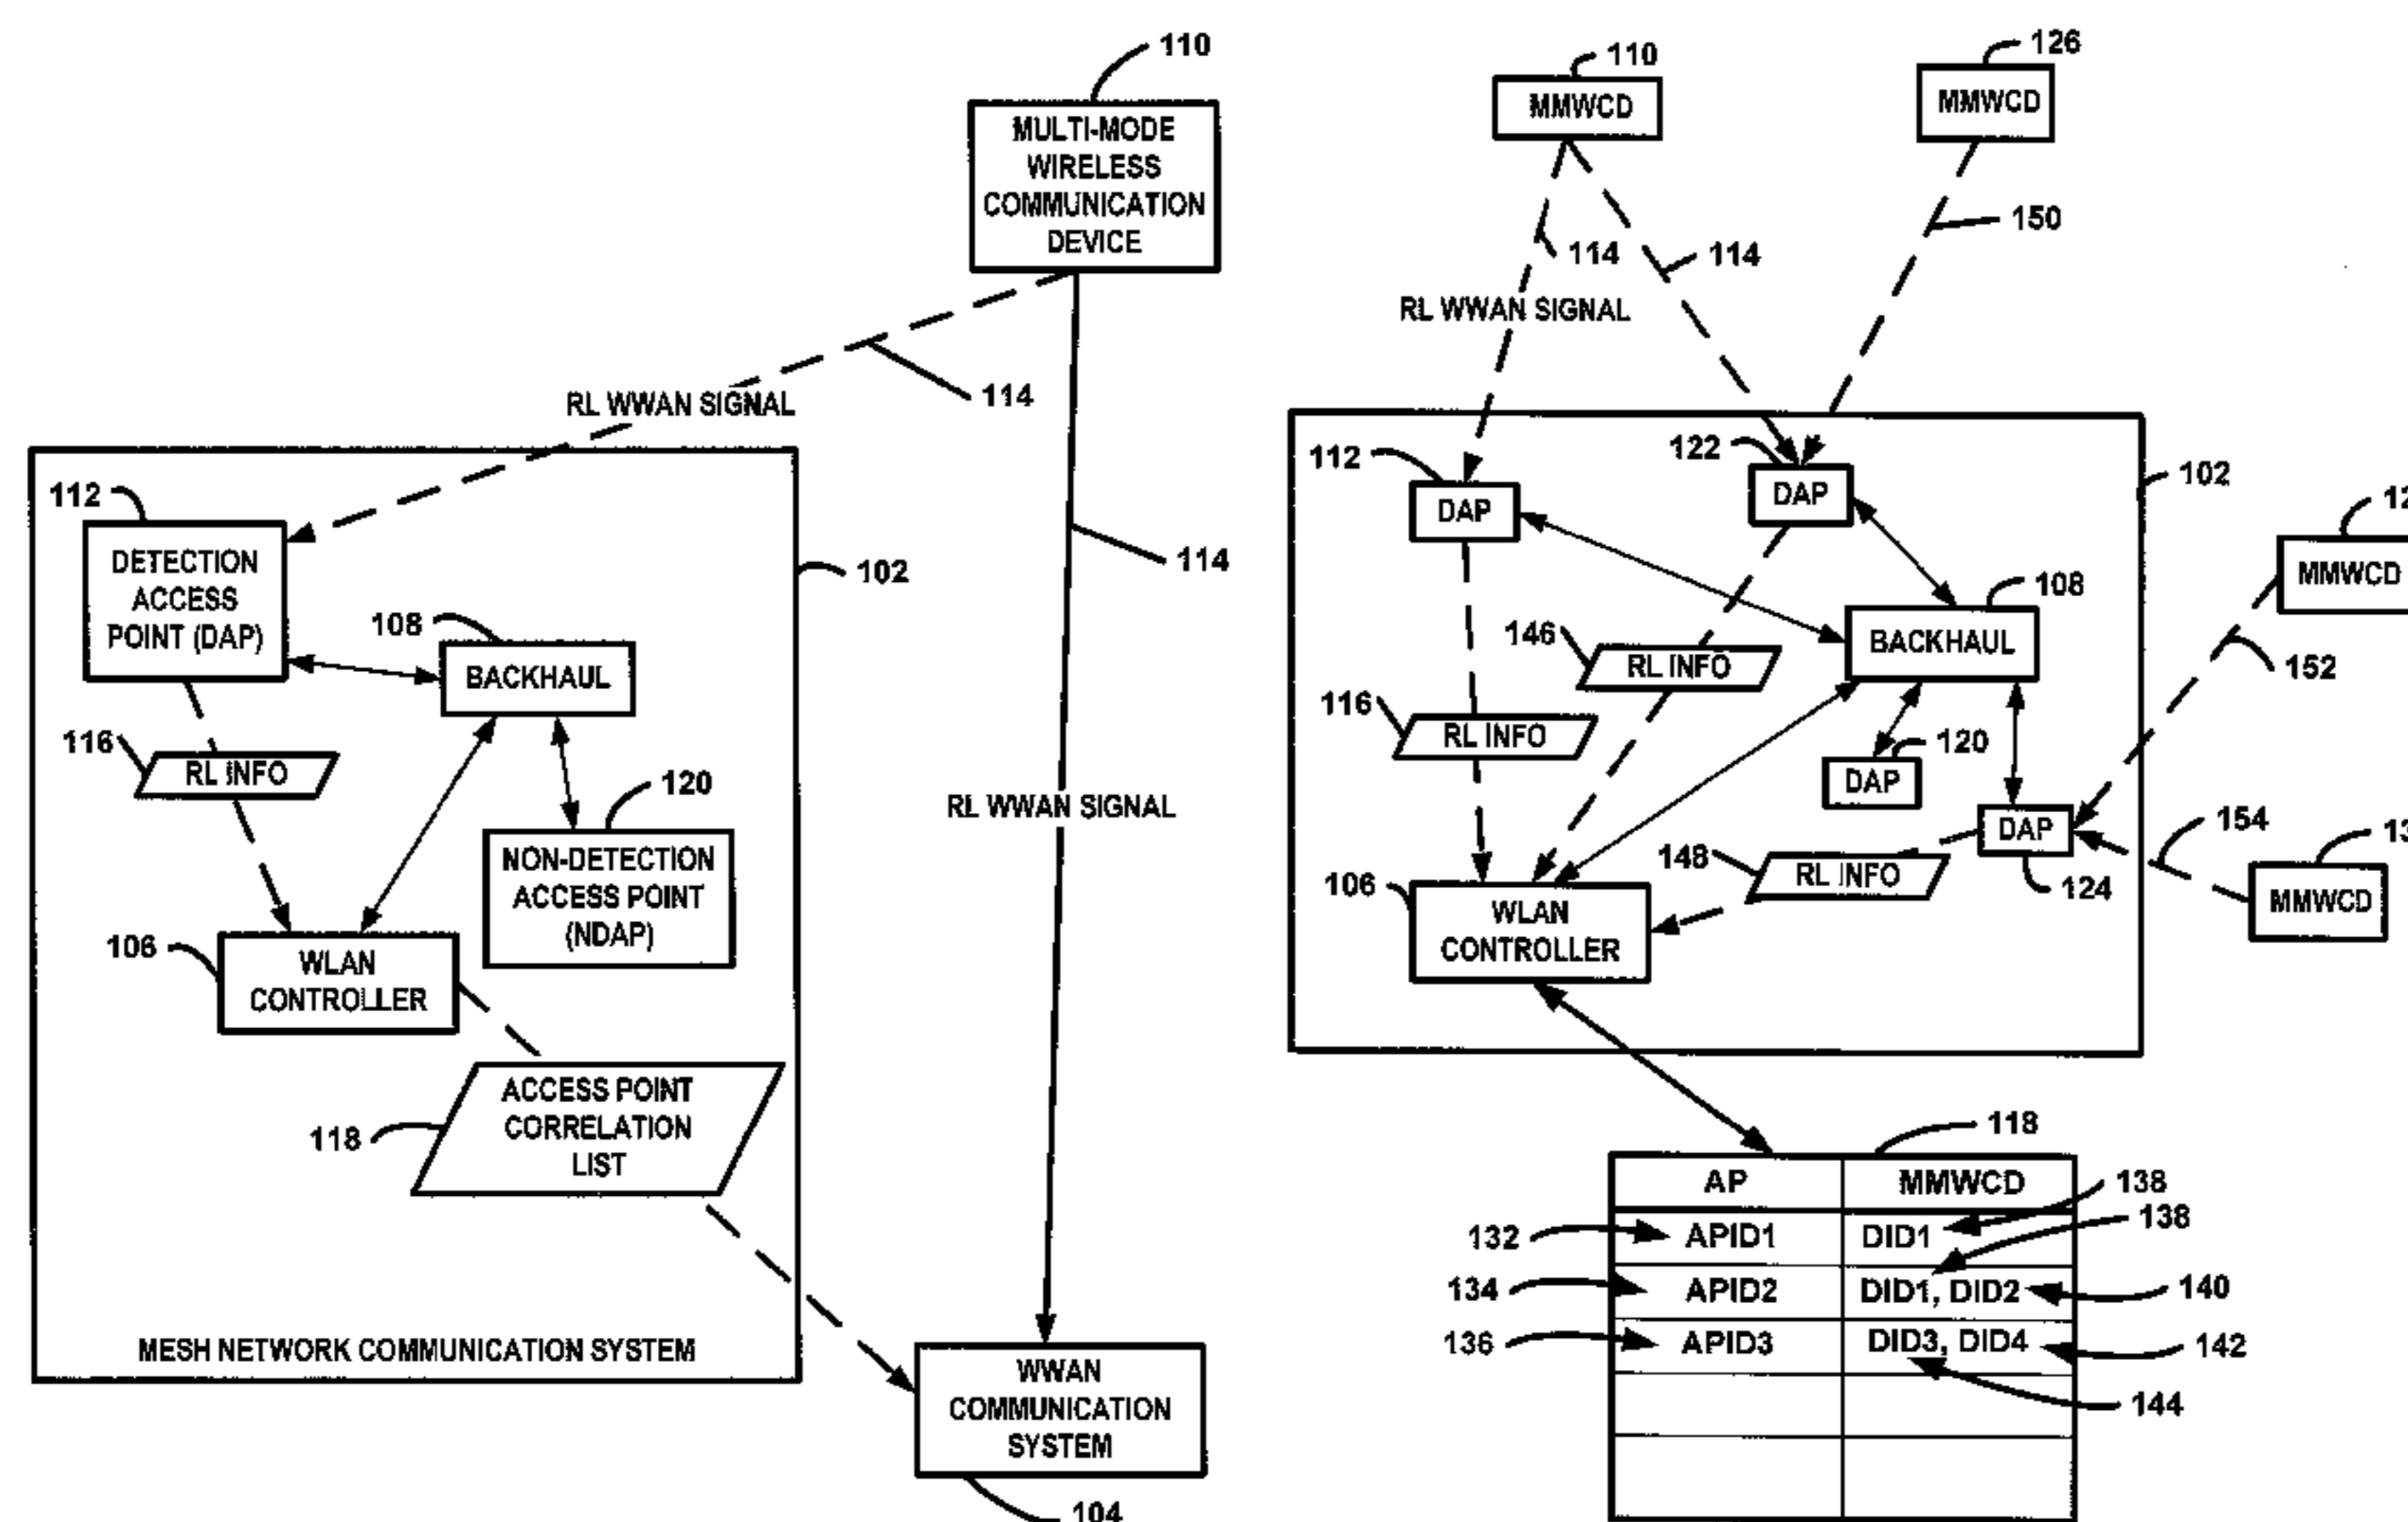 110
MULTI-MODE
WIRELESS
COMMUNICATION
DEVICE
114
RL WWAN SIGNAL
112
DETECTION
ACCESS
POINT (DAP)
102
114
108
BACKHAUL
116
RL INFO
120
RL WWAN SIGNAL
NON-DETECTION
ACCESS POINT
(NDAP)
106
WLAN
CONTROLLER
118
ACCESS POINT
CORRELATION
LIST
MESH NETWORK COMMUNICATION SYSTEM
WWAN
COMMUNICATION
SYSTEM
104
110
MMWCD
126
MMWCD
150
114
114
RL WWAN SIGNAL
112
DAP
122
DAP
102
MMWCD
108
BACKHAUL
146
RL INFO
152
116
RL INFO
120
DAP
DAP
154
124
148
RL INFO
MMWCD
106
WLAN
CONTROLLER
118
AP MMWCD
138
132 APID1 DID1
138
134 APID2 DID1, DID2 140
136 APID3 DID3, DID4 142
144